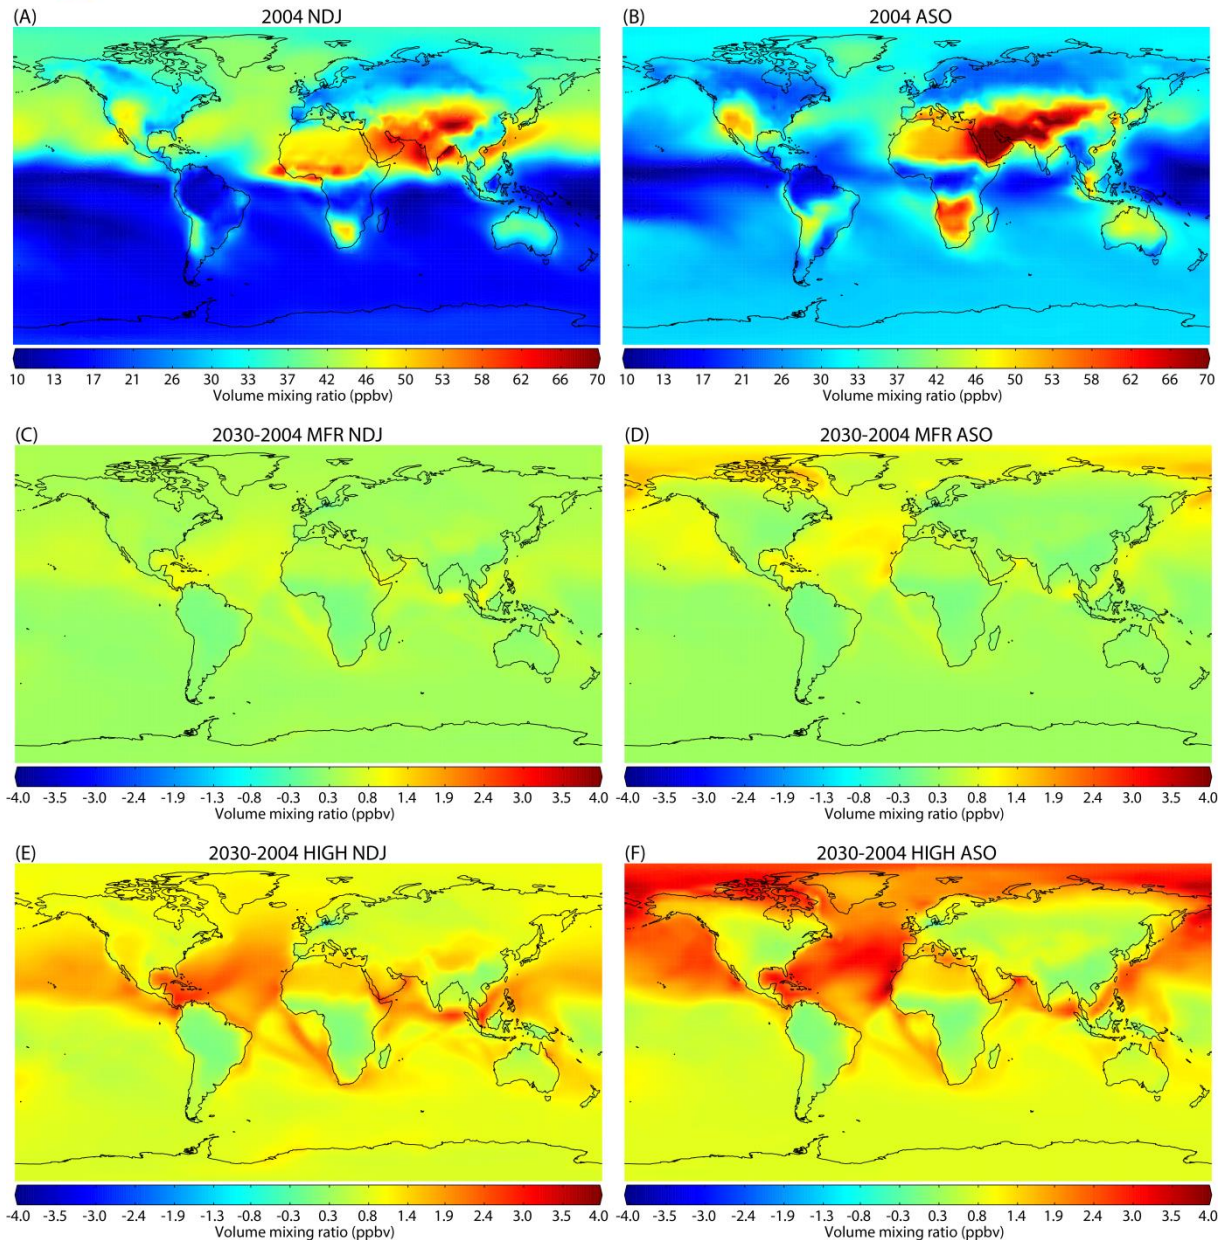 (A) 2004 NDJ
(B) 2004 ASO
10 13 17 21 26 30 33 37 42 46 50 53 58 62 66 70
Volume mixing ratio (ppbv)
10 13 17 21 26 30 33 37 42 46 50 53 58 62 66 70
Volume mixing ratio (ppbv)
(C) 2030-2004 MFR NDJ
(D) 2030-2004 MFR ASO
-4.0 -3.5 -3.0 -2.4 -1.9 -1.3 -0.8 -0.3 0.3 0.8 1.4 1.9 2.4 3.0 3.5 4.0
Volume mixing ratio (ppbv)
-4.0 -3.5 -3.0 -2.4 -1.9 -1.3 -0.8 -0.3 0.3 0.8 1.4 1.9 2.4 3.0 3.5 4.0
Volume mixing ratio (ppbv)
(E) 2030-2004 HIGH NDJ
(F) 2030-2004 HIGH ASO
-4.0 -3.5 -3.0 -2.4 -1.9 -1.3 -0.8 -0.3 0.3 0.8 1.4 1.9 2.4 3.0 3.5 4.0
Volume mixing ratio (ppbv)
-4.0 -3.5 -3.0 -2.4 -1.9 -1.3 -0.8 -0.3 0.3 0.8 1.4 1.9 2.4 3.0 3.5 4.0
Volume mixing ratio (ppbv)